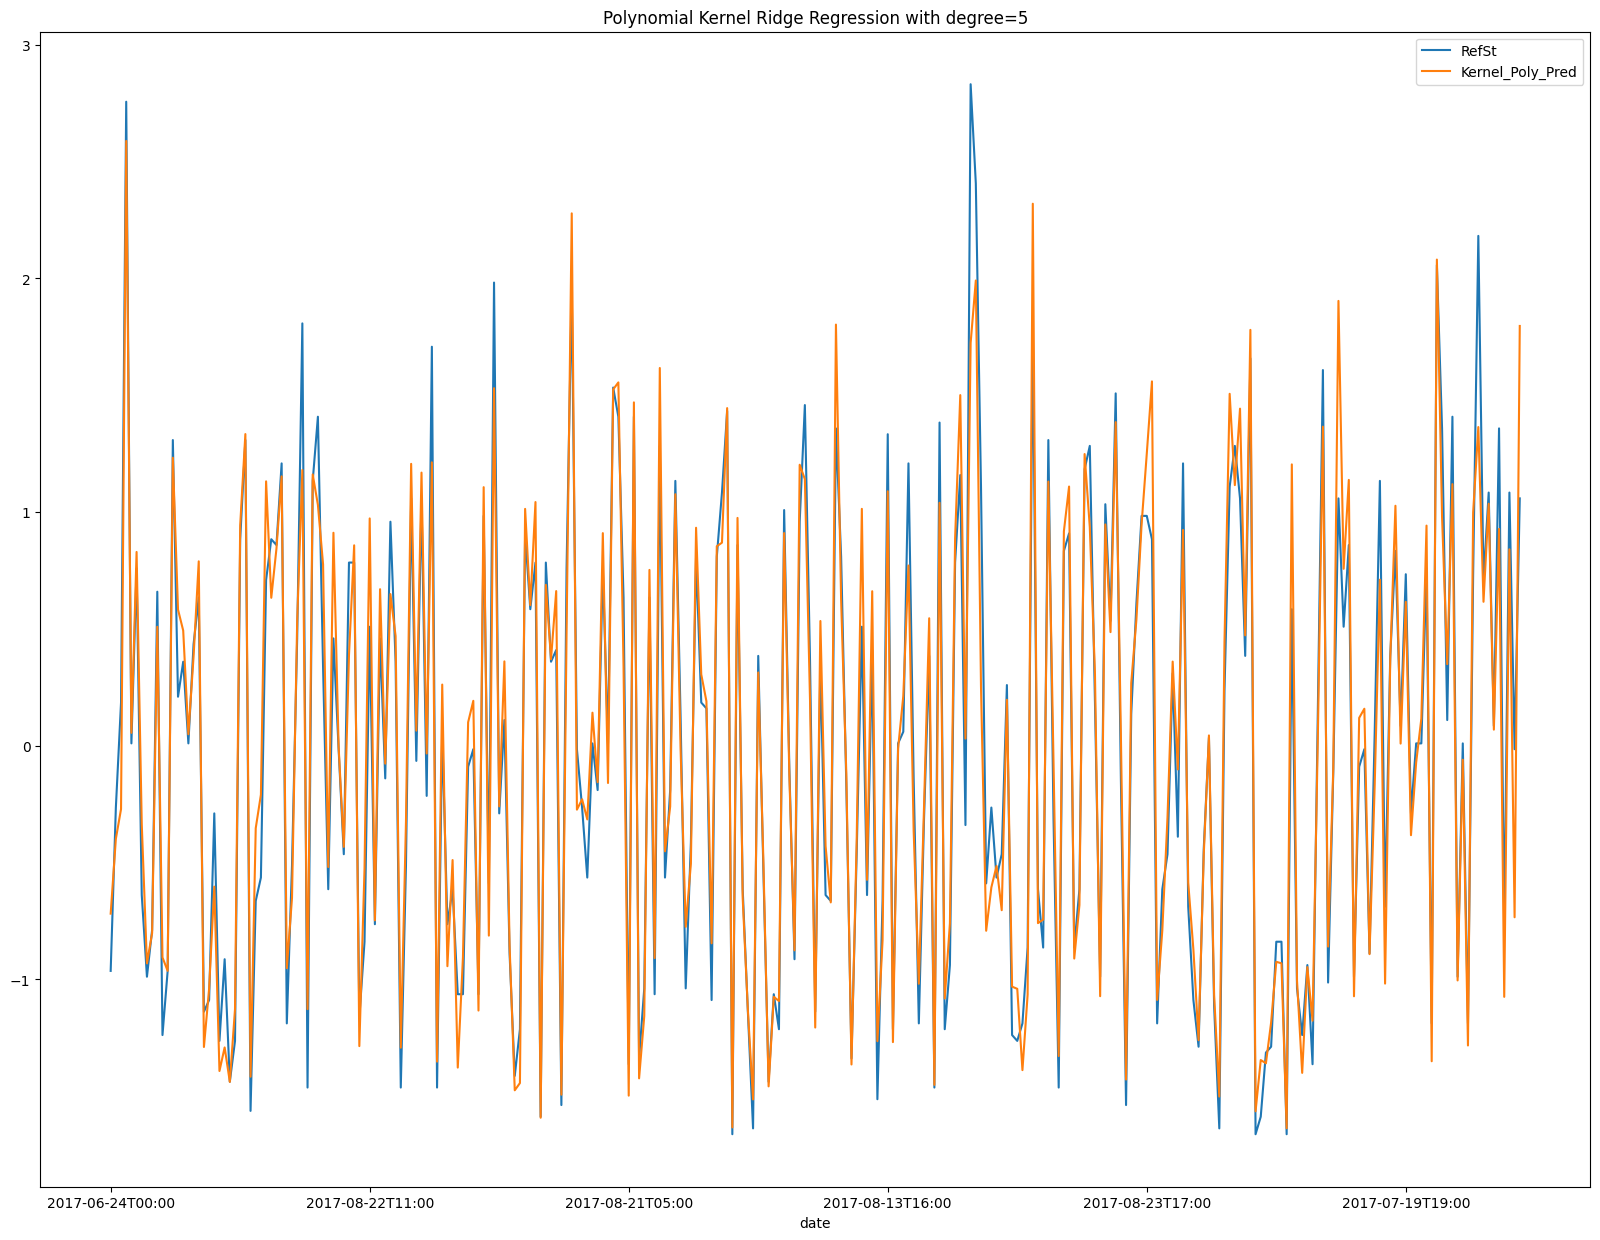 Polynomial Kernel Ridge Regression with degree=5
RefSt
Kernel_Poly_Pred
3
2
1
0
−1
2017-06-24T00:00 2017-08-22T11:00 2017-08-21T05:00 2017-08-13T16:00 2017-08-23T17:00 2017-07-19T19:00
date